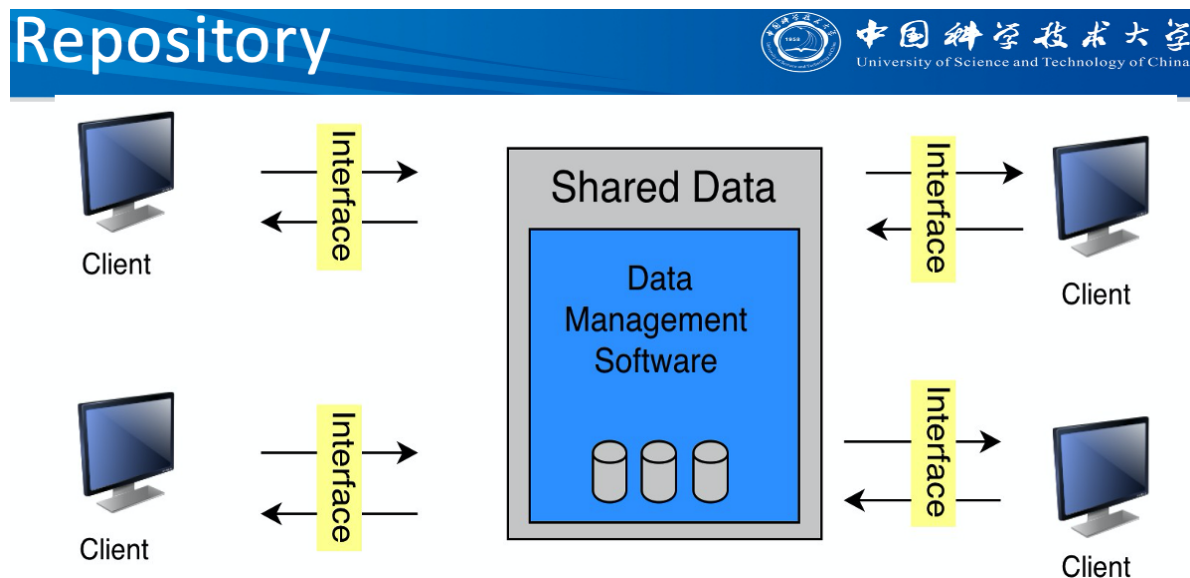 Repository
中国科学技术大学
University of Science and Technology of China
1958
Interface
Client
Shared Data
Data
Management
Software
Interface
Client
Interface
Client
Interface
Client